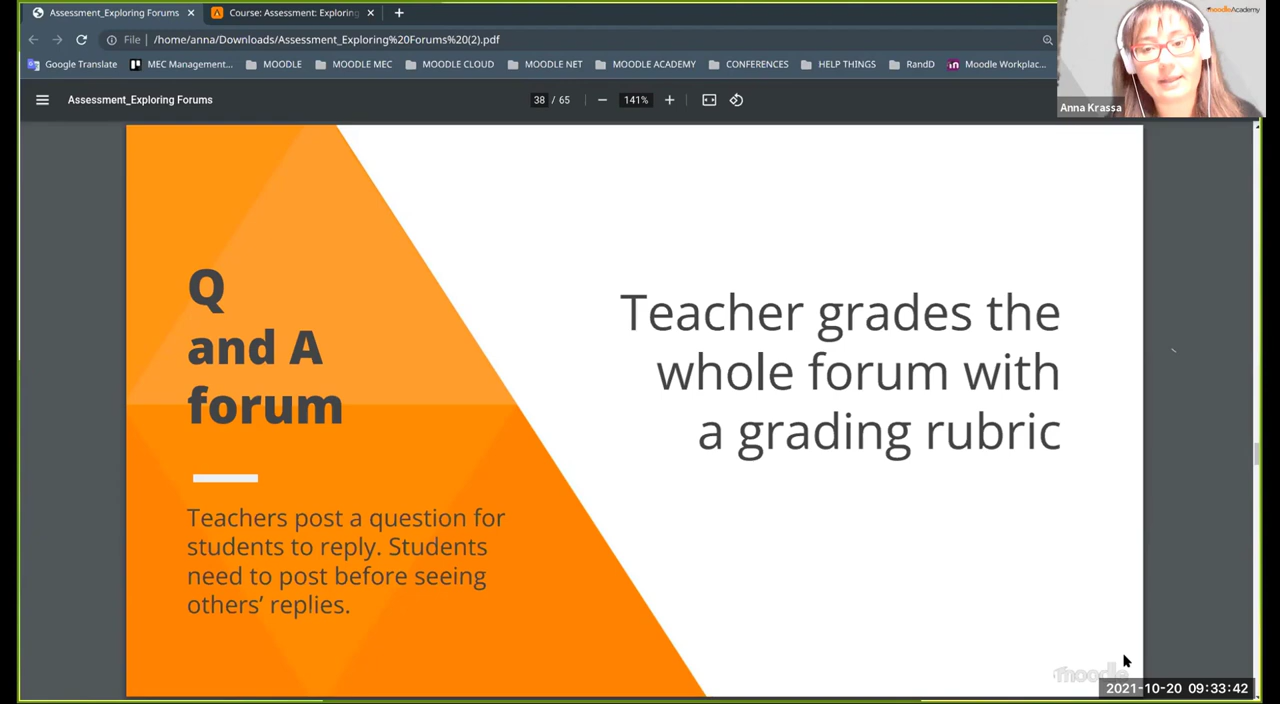 Assessment_Exploring Forums
Course: Assessment: Exploring
File
/home/anna/Downloads/Assessment_Exploring%20Forums%20(2).pdf
Google Translate
MEC Management...
MOODLE
MOODLE MEC
MOODLE CLOUD
MOODLE NET
MOODLE ACADEMY
CONFERENCES
HELP THINGS
RandD
Moodle Workplac...
moodleAcademy
Anna Krassa
Assessment_Exploring Forums
38 / 65
141%
Q
and A
forum
Teachers post a question for
students to reply. Students
need to post before seeing
others’ replies.
Teacher grades the
whole forum with
a grading rubric
moodle
2021-10-20 09:33:42